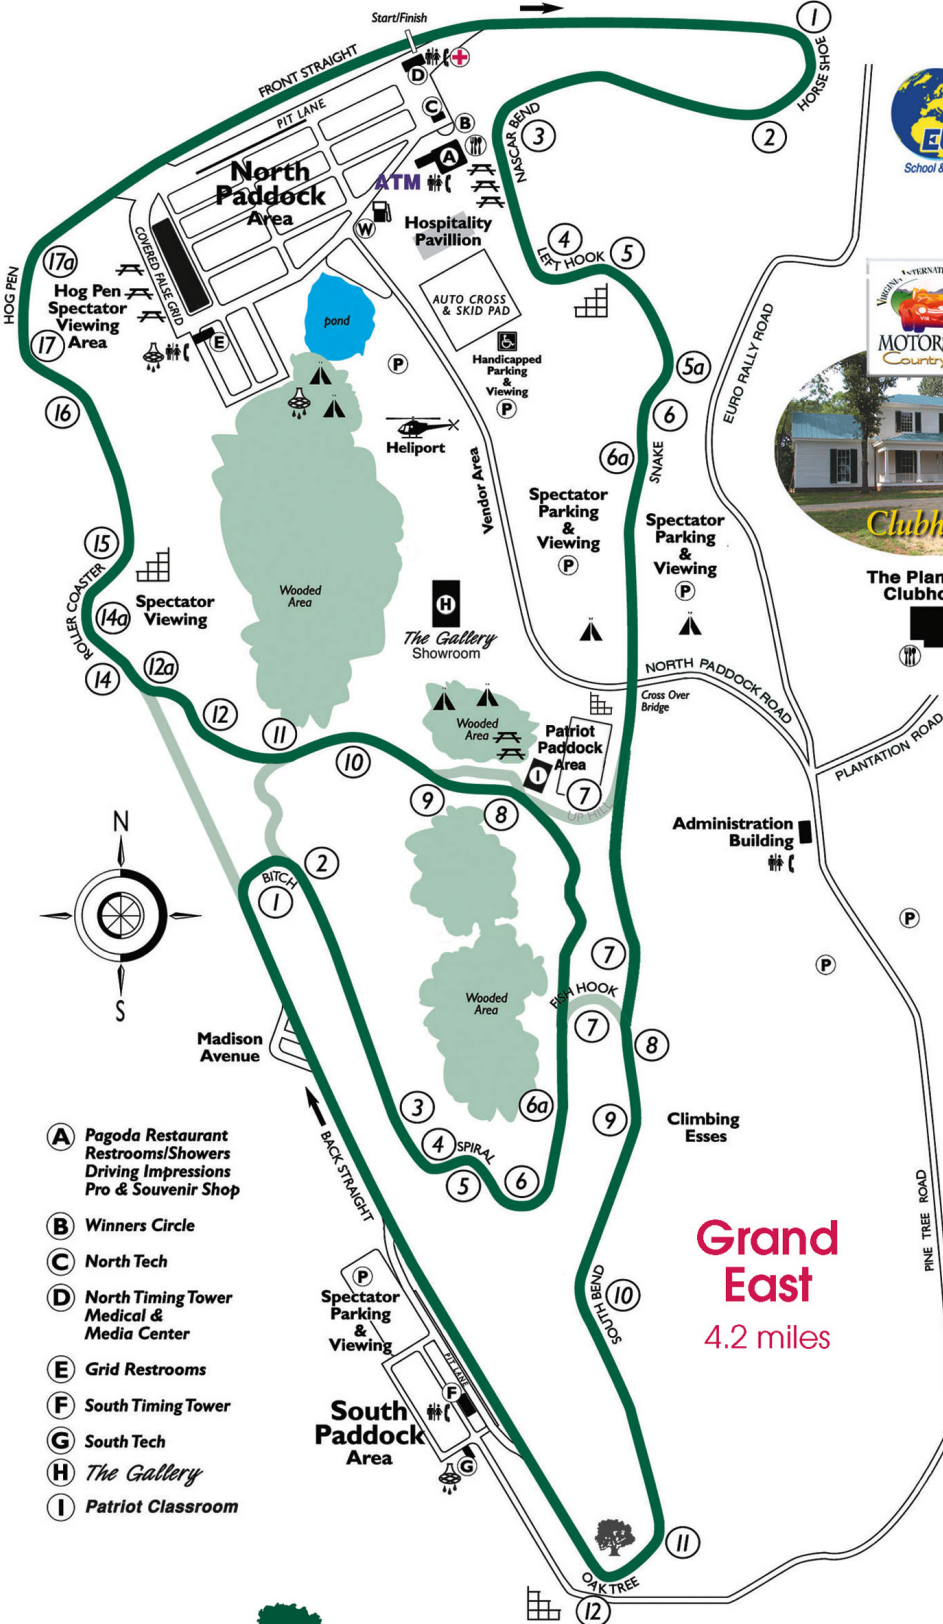 Start/Finish
1
HORSE SHOE
FRONT STRAIGHT
D
PIT LANE
C
B
NASCAR BEND
3
2
School &
A
North
Paddock
Area
ATM
W
Hospitality
Pavillion
4
LEFT HOOK
5
17a
COVERED FALSE GRID
HOG PEN
Hog Pen
Spectator
Viewing
Area
AUTO CROSS
& SKID PAD
pond
17
E
P
Handicapped
Parking
&
Viewing
P
MOTOR
Country
EURO RALLY ROAD
5a
16
6
Heliport
6a
SNAKE
Vendor Area
Spectator
Parking
&
Viewing
P
Spectator
Parking
&
Viewing
P
Clubh
15
ROLLER COASTER
Wooded
Area
The Plan
Clubho
14a
Spectator
Viewing
H
The Gallery
Showroom
14
12a
NORTH PADDOCK ROAD
Cross Over
Bridge
12
11
Wooded
Area
Patriot
Paddock
Area
PLANTATION ROAD
10
I
7
9
8
UP HILL
N
Administration
Building
2
BITCH
1
P
S
7
P
FISH HOOK
Wooded
Area
7
8
Madison
Avenue
3
6a
9
Climbing
Esses
4
SPIRAL
5
6
BACK STRAIGHT
A Pagoda Restaurant
Restrooms/Showers
Driving Impressions
Pro & Souvenir Shop
B Winners Circle
C North Tech
D North Timing Tower
Medical &
Media Center
E Grid Restrooms
F South Timing Tower
G South Tech
H The Gallery
I Patriot Classroom
PINE TREE ROAD
Grand
East
4.2 miles
P
Spectator
Parking
&
Viewing
SOUTH BEND
10
PIT LANE
F
South
Paddock
Area
G
11
OAK TREE
12